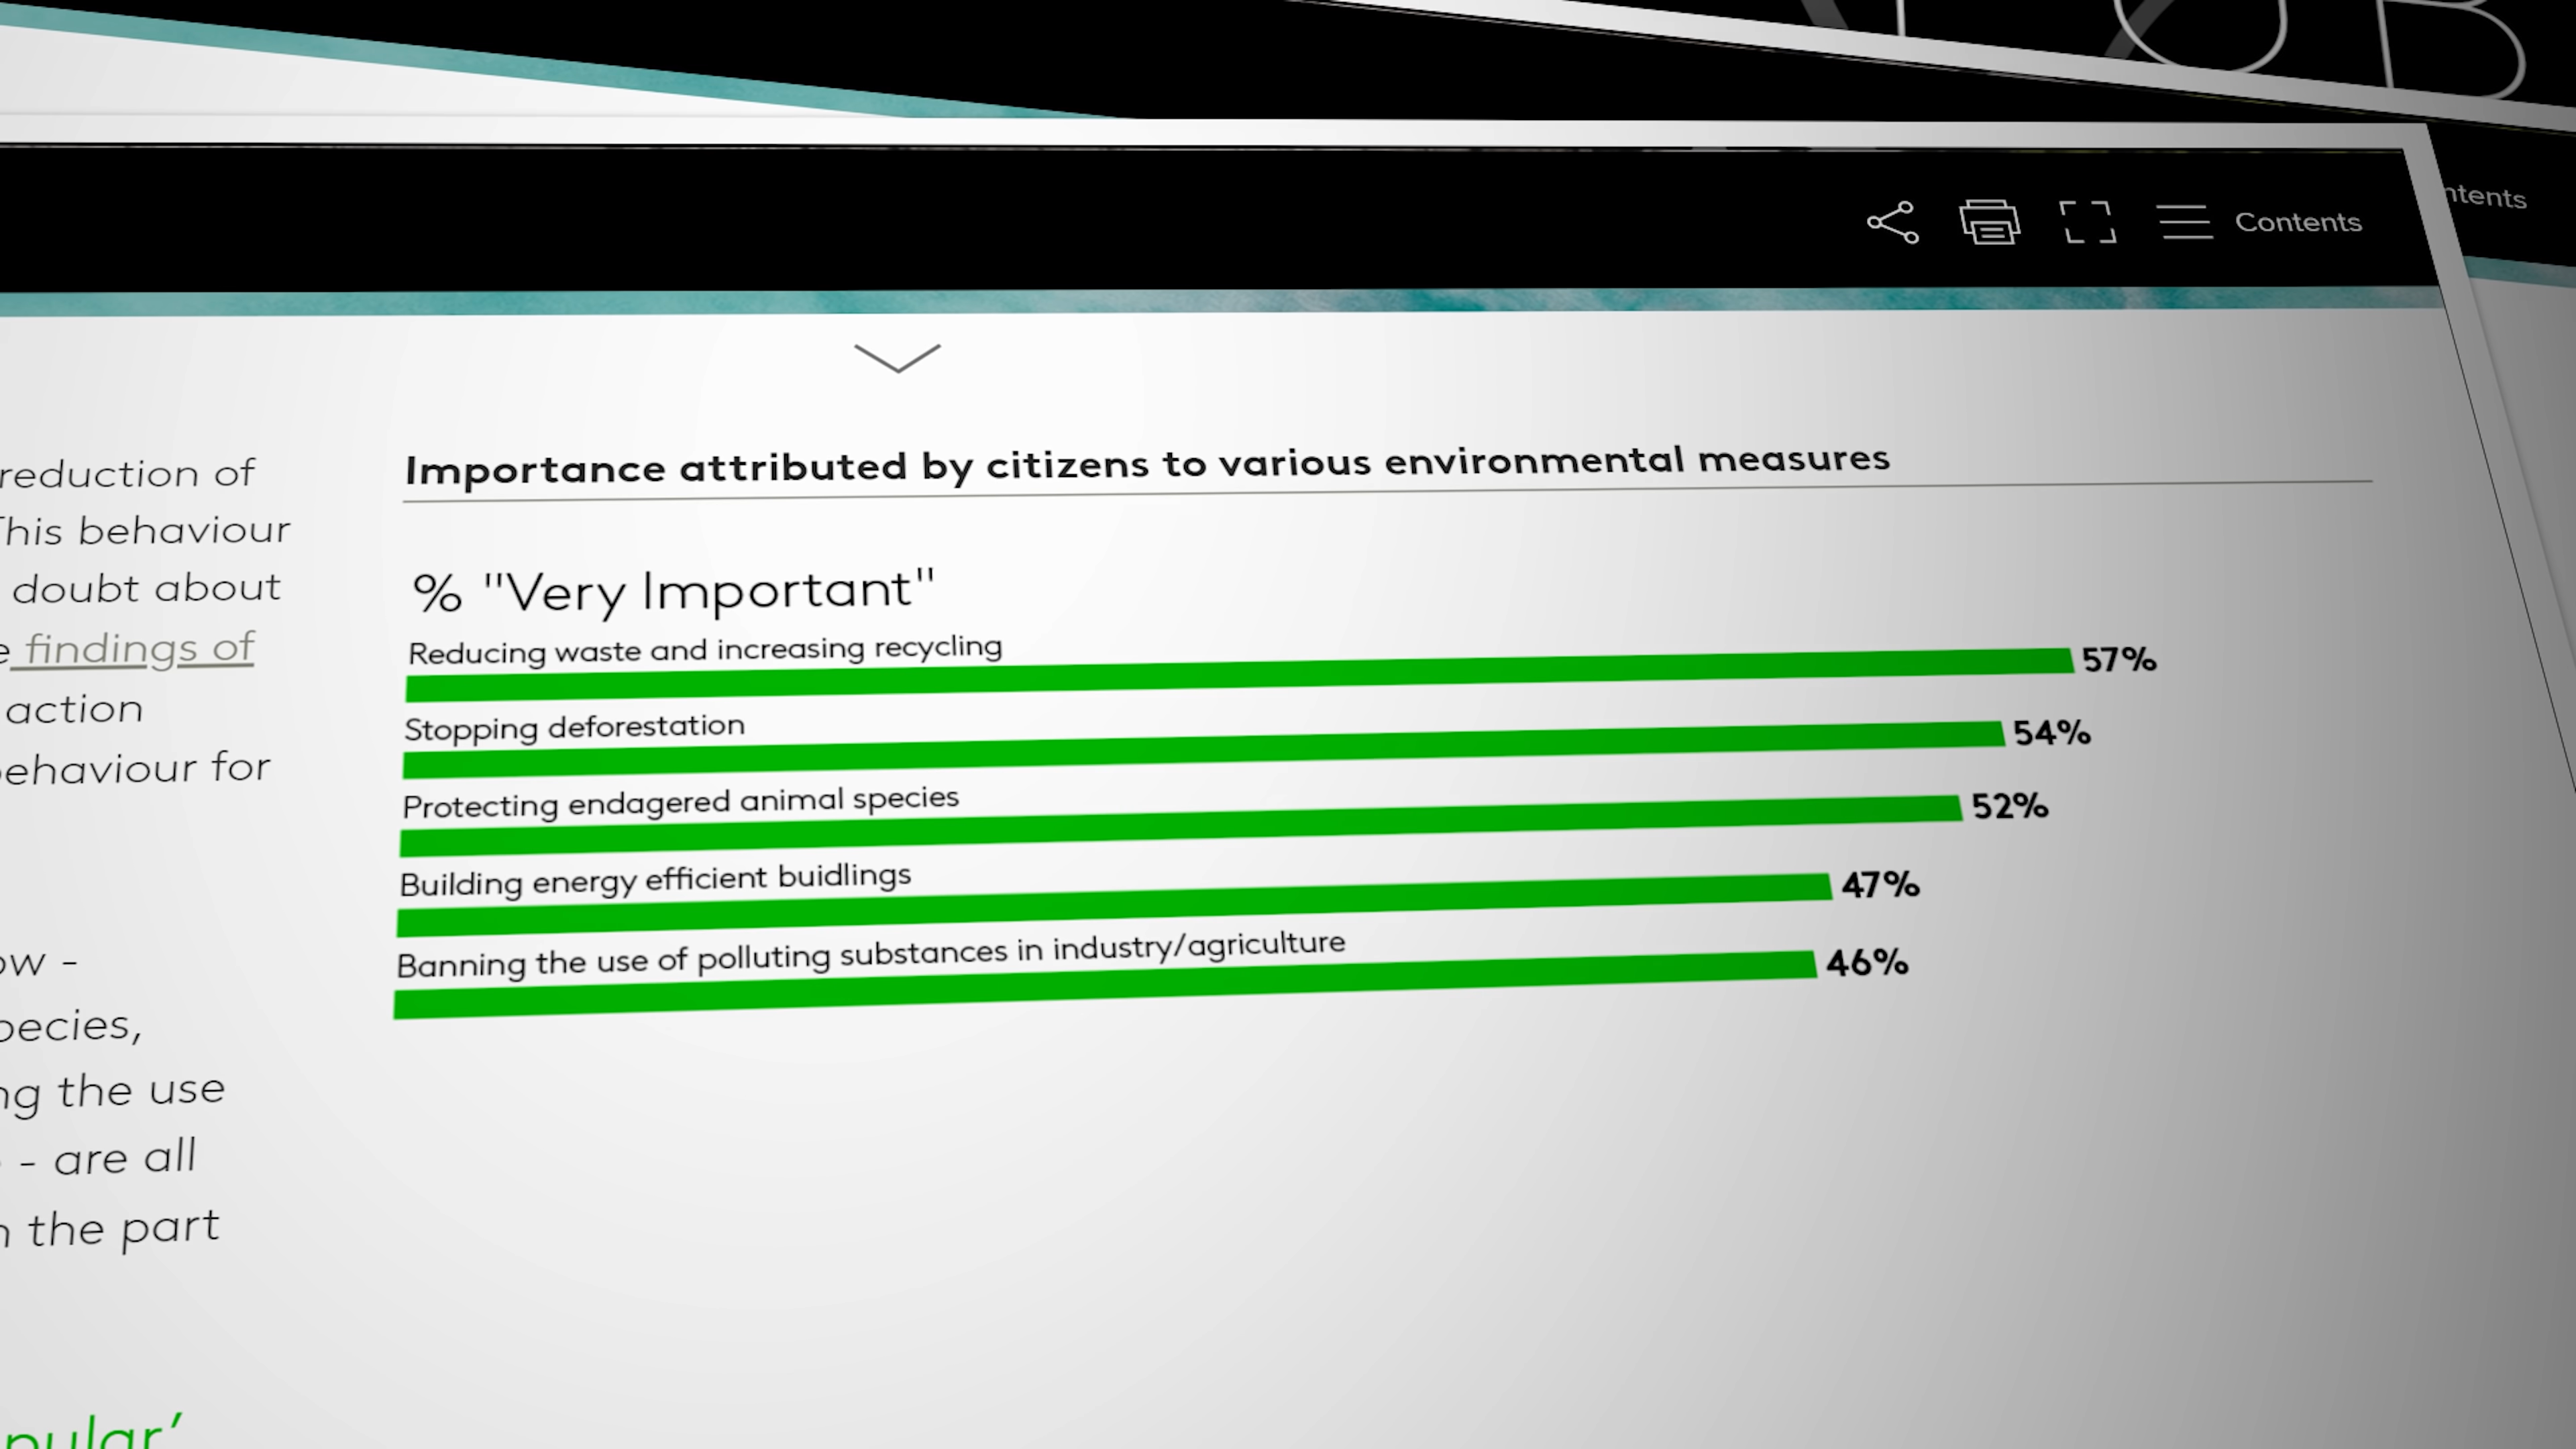 UB
Contents
ntents
reduction of
This behaviour
doubt about
e findings of
action
behaviour for
ow -
pecies,
ng the use
- are all
n the part
pular’
Importance attributed by citizens to various environmental measures
% "Very Important"
Reducing waste and increasing recycling
57%
Stopping deforestation
54%
Protecting endagered animal species
52%
Building energy efficient buidlings
47%
Banning the use of polluting substances in industry/agriculture
46%